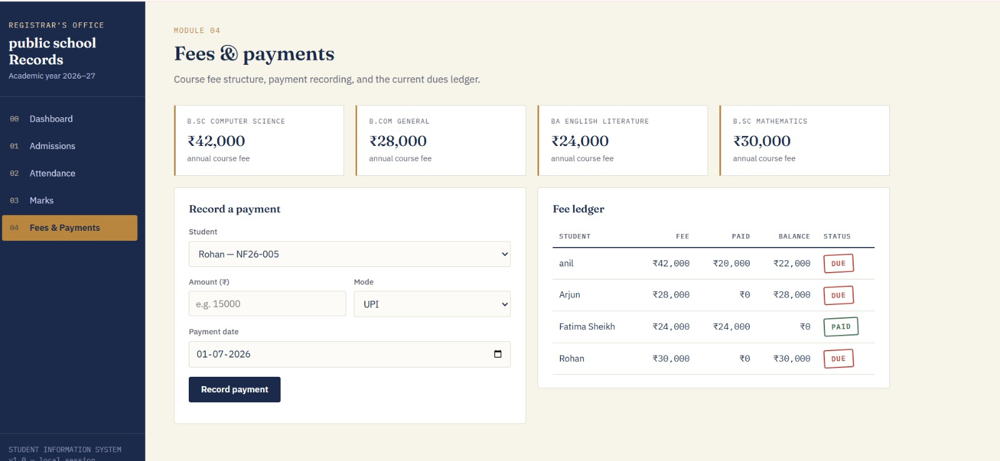 REGISTRAR'S OFFICE
public school
Records
Academic year 2026–27
00 Dashboard
01 Admissions
02 Attendance
03 Marks
04 Fees & Payments
STUDENT INFORMATION SYSTEM
v1.0 — local session
MODULE 04
Fees & payments
Course fee structure, payment recording, and the current dues ledger.
B.SC COMPUTER SCIENCE
₹42,000
annual course fee
B.COM GENERAL
₹28,000
annual course fee
BA ENGLISH LITERATURE
₹24,000
annual course fee
B.SC MATHEMATICS
₹30,000
annual course fee
Record a payment
Student
Rohan — NF26-005
Amount (₹)
e.g. 15000
Mode
UPI
Payment date
01-07-2026
Record payment
Fee ledger
STUDENT FEE PAID BALANCE STATUS
anil ₹42,000 ₹20,000 ₹22,000 DUE
Arjun ₹28,000 ₹0 ₹28,000 DUE
Fatima Sheikh ₹24,000 ₹24,000 ₹0 PAID
Rohan ₹30,000 ₹0 ₹30,000 DUE